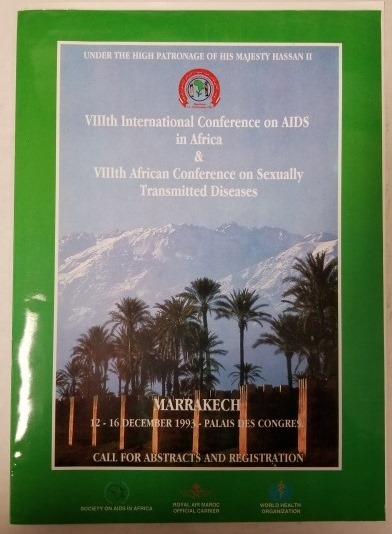 UNDER THE HIGH PATRONAGE OF HIS MAJESTY HASSAN II
VIIIth International Conference on AIDS
in Africa
&
VIIIth African Conference on Sexually
Transmitted Diseases
MARRAKECH
12 - 16 DECEMBER 1993 - PALAIS DES CONGRES.
CALL FOR ABSTRACTS AND REGISTRATION
SOCIETY ON AIDS IN AFRICA
ROYAL AIR MAROC
OFFICIAL CARRIER
WORLD HEALTH
ORGANIZATION